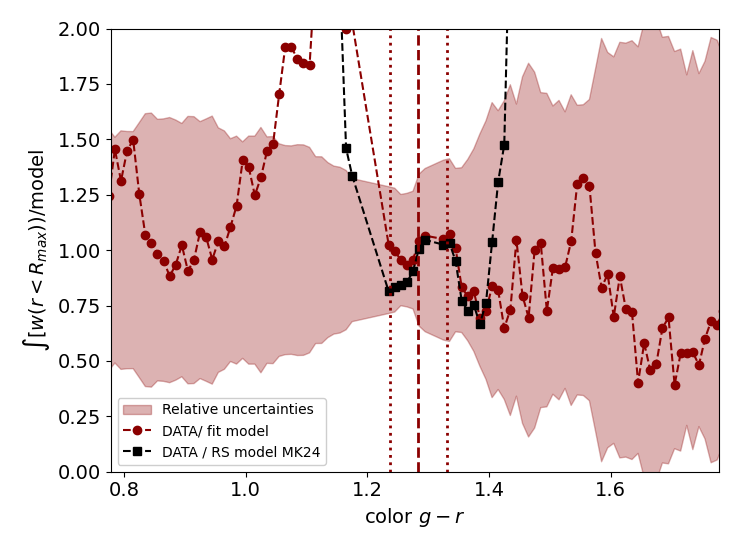 2.00
1.75
1.50
1.25
1.00
0.75
0.50
0.25
0.00
∫[w(r < R_{max}))/model
Relative uncertainties
DATA/ fit model
DATA / RS model MK24
0.8 1.0 1.2 1.4 1.6
color g − r